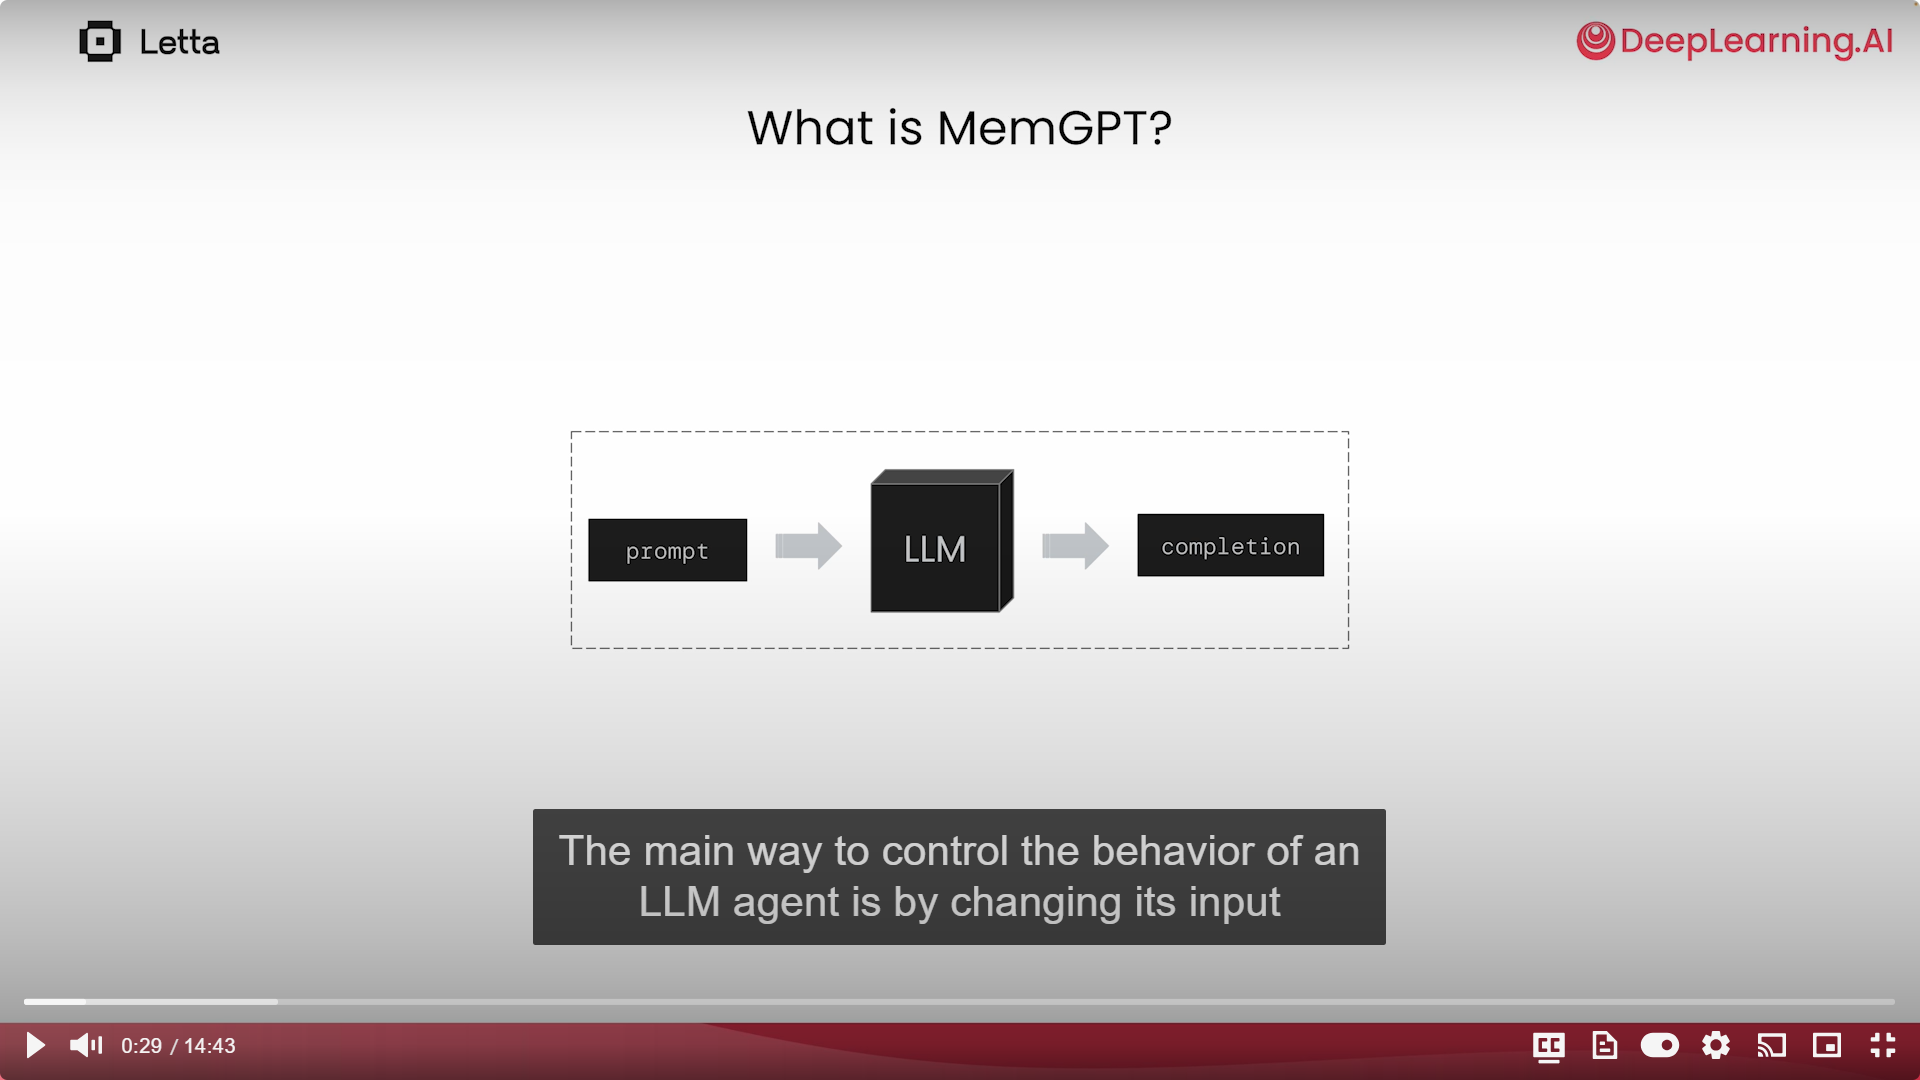 Letta
DeepLearning.AI
What is MemGPT?
prompt
LLM
completion
The main way to control the behavior of an
LLM agent is by changing its input
0:29 / 14:43
CC